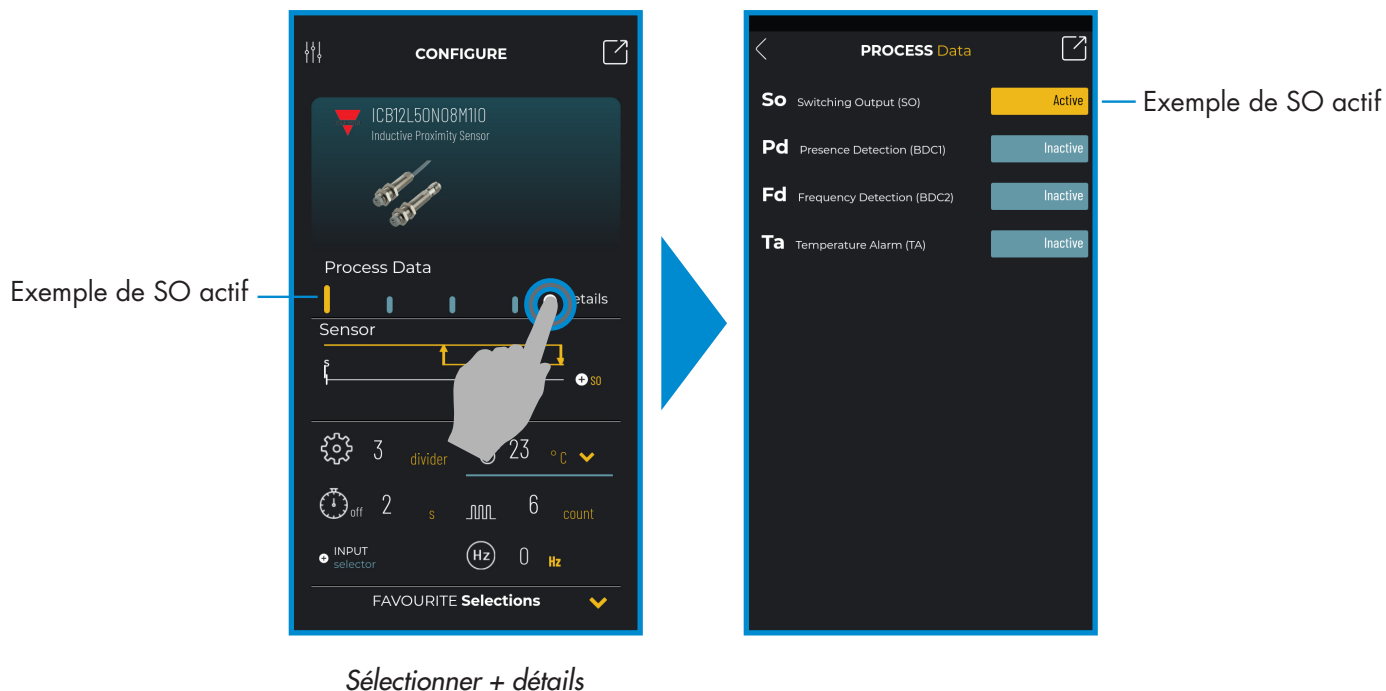 CONFIGURE
ICB12L50N08M1IO
Inductive Proximity Sensor
Exemple de SO actif
Process Data
etails
Sensor
s
SO
3 divider
23 °C
off 2 s
6 count
INPUT
selector
Hz 0 Hz
FAVOURITE Selections
Sélectionner + détails
PROCESS Data
So Switching Output (SO) Active
Exemple de SO actif
Pd Presence Detection (BDC1) Inactive
Fd Frequency Detection (BDC2) Inactive
Ta Temperature Alarm (TA) Inactive